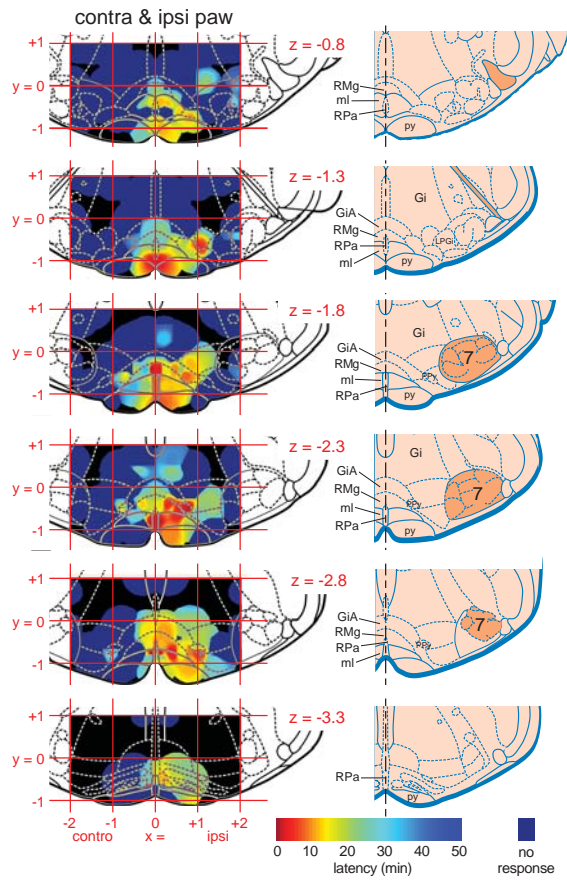 contra & ipsi paw
+1
y = 0
-1
z = -0.8
RMg
ml
RPa
py
+1
y = 0
-1
z = -1.3
Gi
GiA
RMg
RPa
ml
LPGi
py
+1
y = 0
-1
z = -1.8
Gi
GiA
RMg
ml
RPa
PPy
py
7
+1
y = 0
-1
z = -2.3
Gi
GiA
RMg
ml
RPa
PPy
py
7
+1
y = 0
-1
z = -2.8
GiA
RMg
RPa
ml
PPy
7
+1
y = 0
-1
z = -3.3
RPa
py
-2 -1 0 +1 +2
contro x = ipsi
0 10 20 30 40 50
latency (min)
no
response